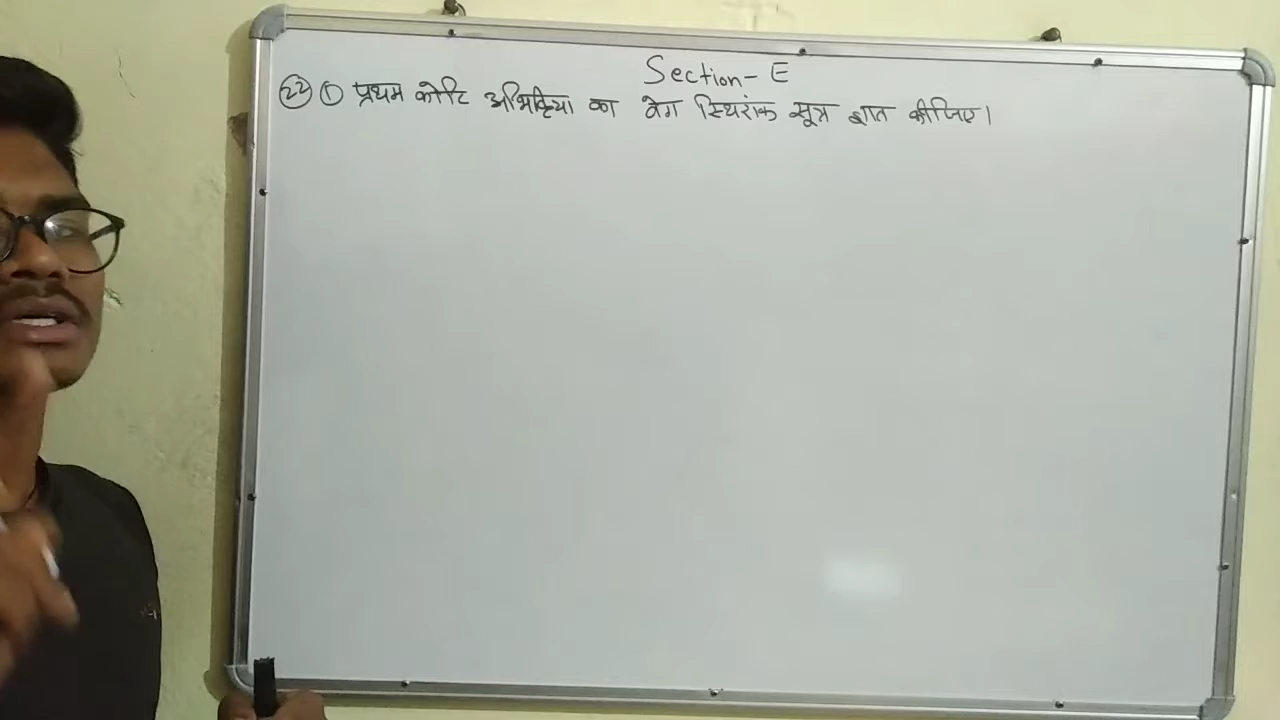 Section - E
22 ① प्रथम कोटि अभिक्रिया का वेग स्थिरांक सूत्र ज्ञात कीजिए।